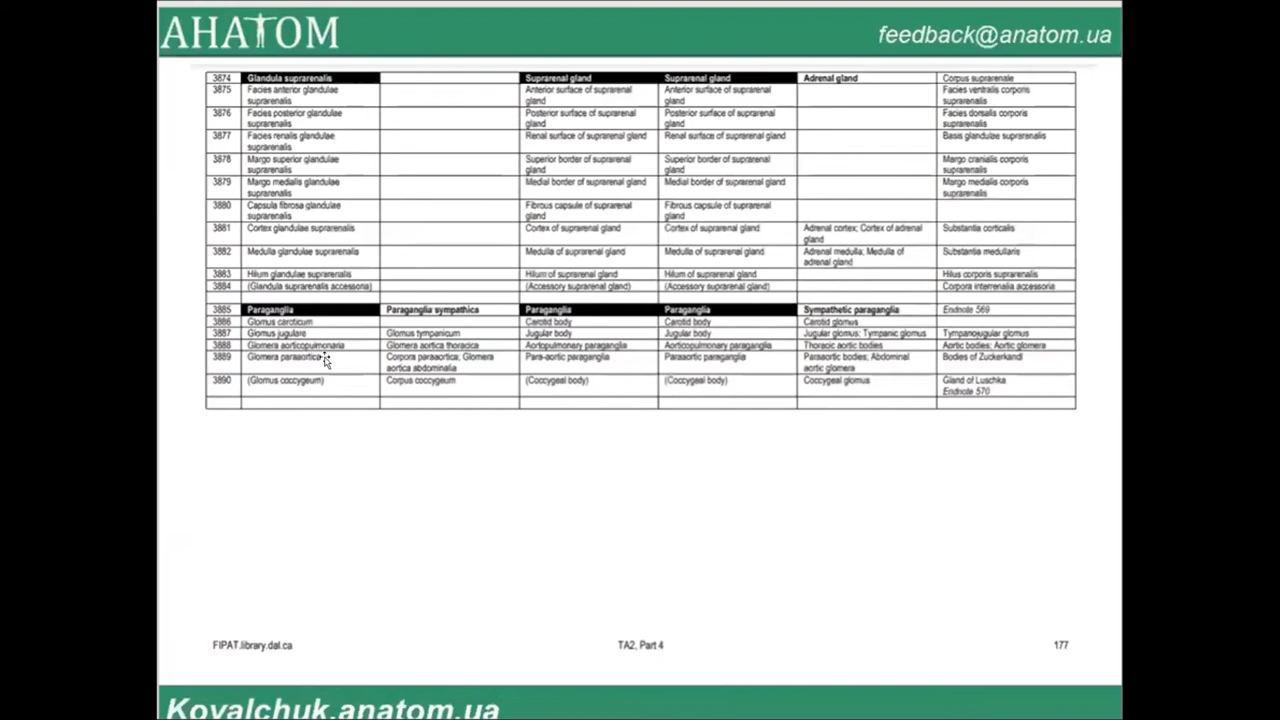 АНАТОМ
feedback@anatom.ua
3874 Glandula suprarenalis Suprarenal gland Suprarenal gland Adrenal gland Corpus suprarenale
3875 Facies anterior glandulae Anterior surface of suprarenal Anterior surface of suprarenal Facies ventralis corporis
suprarenalis gland gland suprarenalis
3876 Facies posterior glandulae Posterior surface of suprarenal Posterior surface of suprarenal Facies dorsalis corporis
suprarenalis gland gland suprarenalis
3877 Facies renalis glandulae Renal surface of suprarenal gland Renal surface of suprarenal gland Basis glandulae suprarenalis
suprarenalis
3878 Margo superior glandulae Superior border of suprarenal Superior border of suprarenal Margo cranialis corporis
suprarenalis gland gland suprarenalis
3879 Margo medialis glandulae Medial border of suprarenal gland Medial border of suprarenal gland Margo medialis corporis
suprarenalis suprarenalis
3880 Capsula fibrosa glandulae Fibrous capsule of suprarenal Fibrous capsule of suprarenal
suprarenalis gland gland
3881 Cortex glandulae suprarenalis Cortex of suprarenal gland Cortex of suprarenal gland Adrenal cortex; Cortex of adrenal Substantia corticalis
gland
3882 Medulla glandulae suprarenalis Medulla of suprarenal gland Medulla of suprarenal gland Adrenal medulla; Medulla of Substantia medullaris
adrenal gland
3883 Hilum glandulae suprarenalis Hilum of suprarenal gland Hilum of suprarenal gland Hilus corporis suprarenalis
3884 (Glandula suprarenalis accessoria) (Accessory suprarenal gland) (Accessory suprarenal gland) Corpora interrenalia accessoria
3885 Paraganglia Paraganglia sympathica Paraganglia Paraganglia Sympathetic paraganglia Endnote 569
3886 Glomus caroticum Carotid body Carotid body Carotid glomus
3887 Glomus jugulare Glomus tympanicum Jugular body Jugular body Jugular glomus; Tympanic glomus Tympanojugular glomus
3888 Glomera aorticopulmonaria Glomera aortica thoracica Aortopulmonary paraganglia Aorticopulmonary paraganglia Thoracic aortic bodies Aortic bodies; Aortic glomera
3889 Glomera paraaortica Corpora paraaortica; Glomera Para-aortic paraganglia Paraaortic paraganglia Paraaortic bodies; Abdominal Bodies of Zuckerkandl
aortica abdominalia aortic glomera
3890 (Glomus coccygeum) Corpus coccygeum (Coccygeal body) (Coccygeal body) Coccygeal glomus Gland of Luschka
Endnote 570
FIPAT.library.dal.ca TA2, Part 4 177
Kovalchuk.anatom.ua